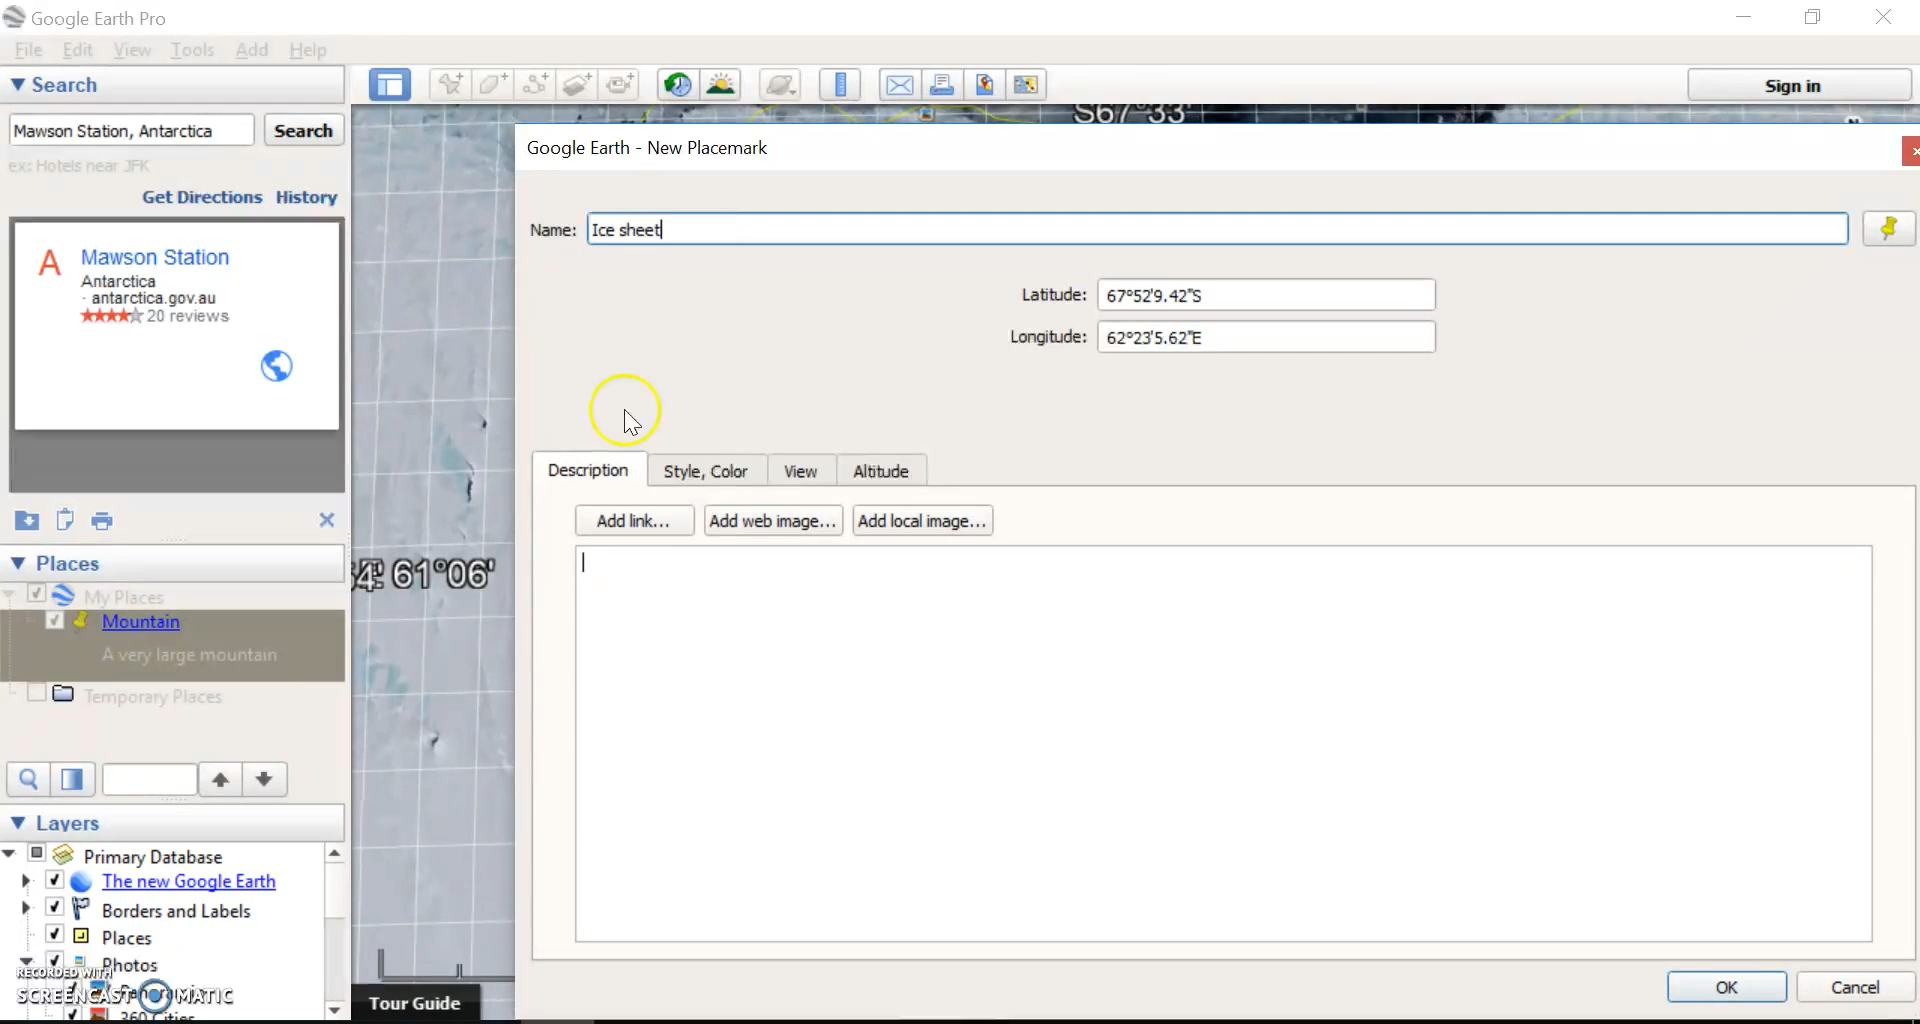 Google Earth Pro
File Edit View Tools Add Help
Search
Sign in
Mawson Station, Antarctica
Search
ex: Hotels near JFK
Get Directions History
A
Mawson Station
Antarctica
- antarctica.gov.au
20 reviews
Places
My Places
Mountain
A very large mountain
Temporary Places
Layers
Primary Database
The new Google Earth
Borders and Labels
Places
Photos
360 Cities
RECORDED WITH
SCREENCAST MATIC
S67°33'
61°06'
Tour Guide
Google Earth - New Placemark
Name: Ice sheet
Latitude: 67°52'9.42"S
Longitude: 62°23'5.62"E
Description Style, Color View Altitude
Add link... Add web image... Add local image...
OK Cancel